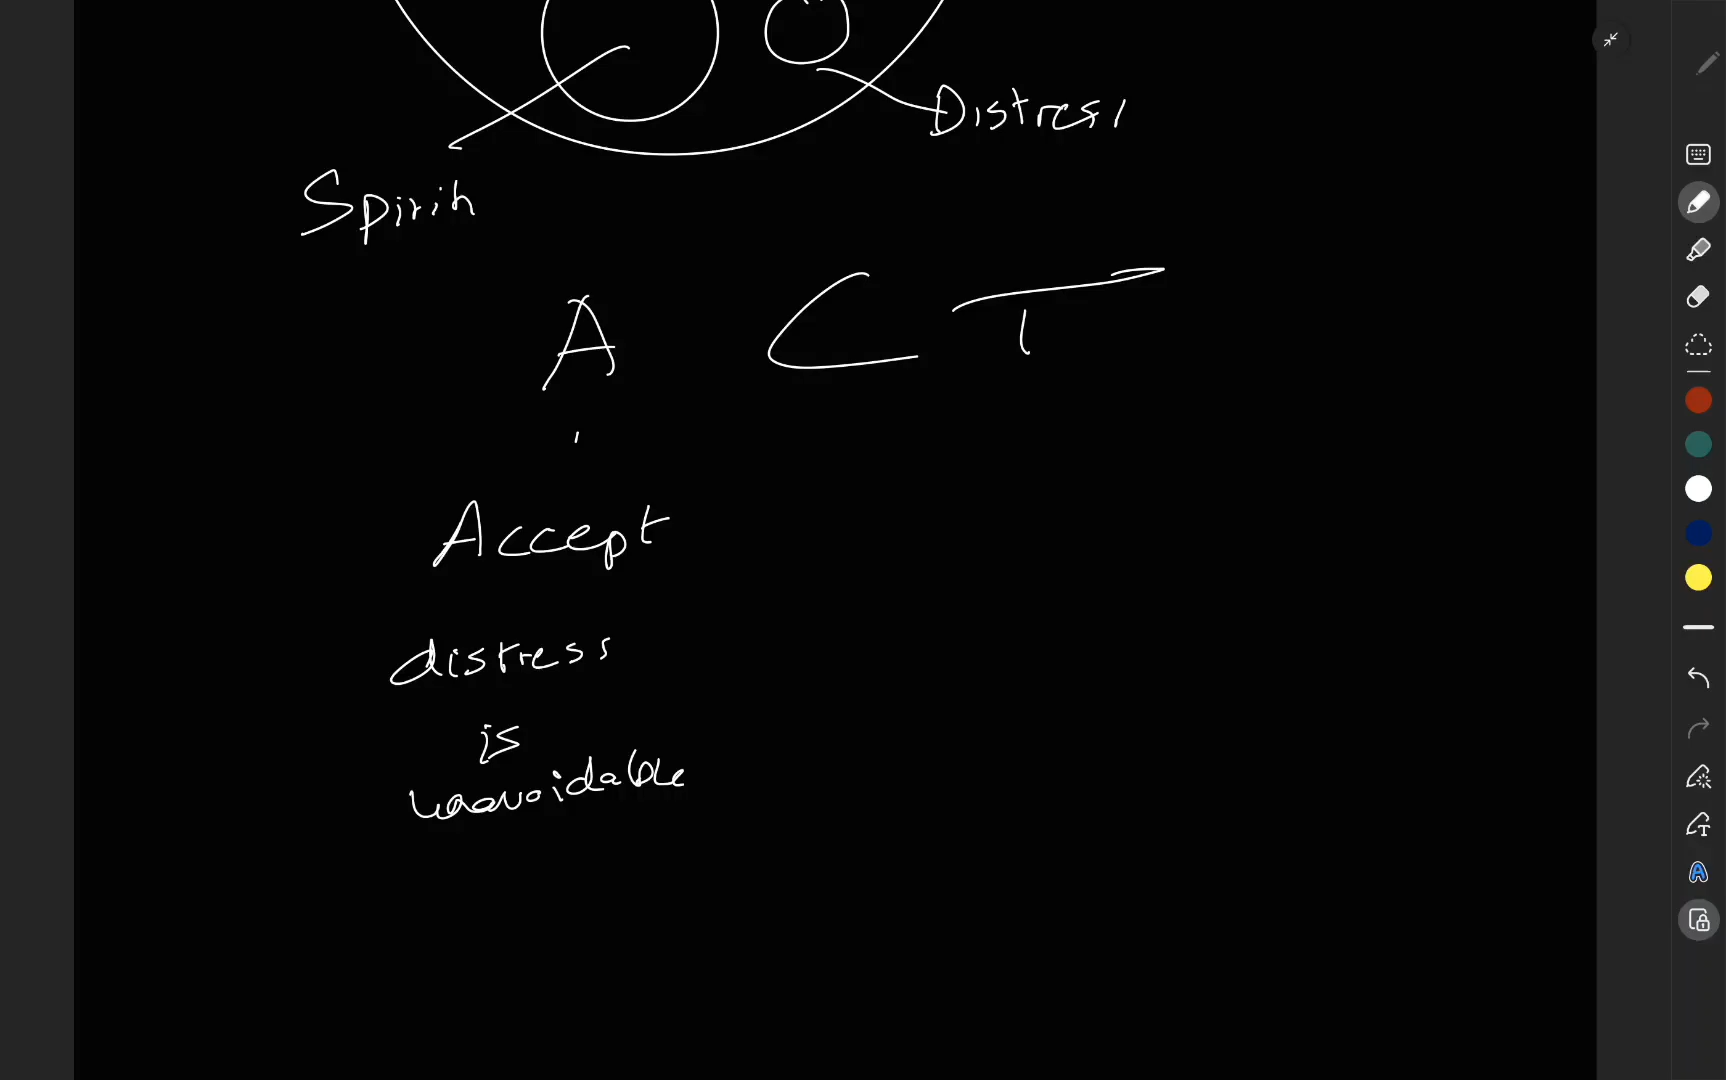 Distress
Spirit
A C T
Accept
distress
is
unavoidable